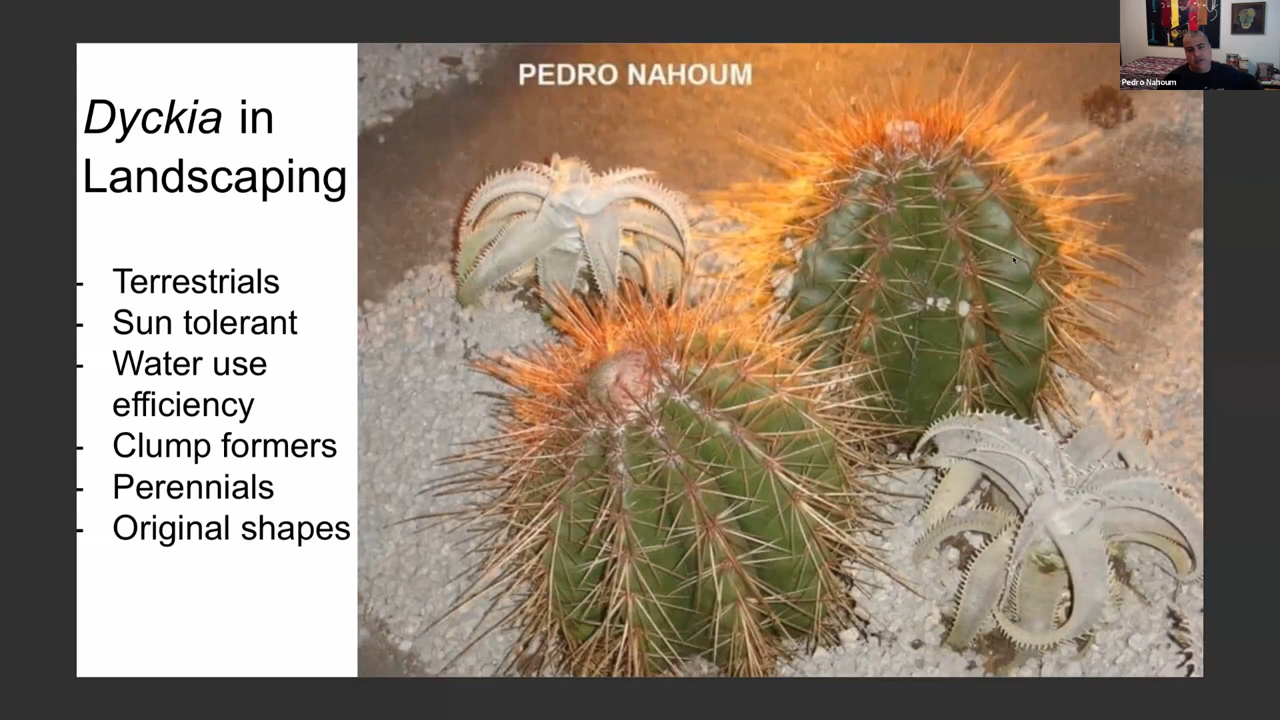 PEDRO NAHOUM
Pedro Nahoum
Dyckia in
Landscaping
- Terrestrials
- Sun tolerant
- Water use
efficiency
- Clump formers
- Perennials
- Original shapes